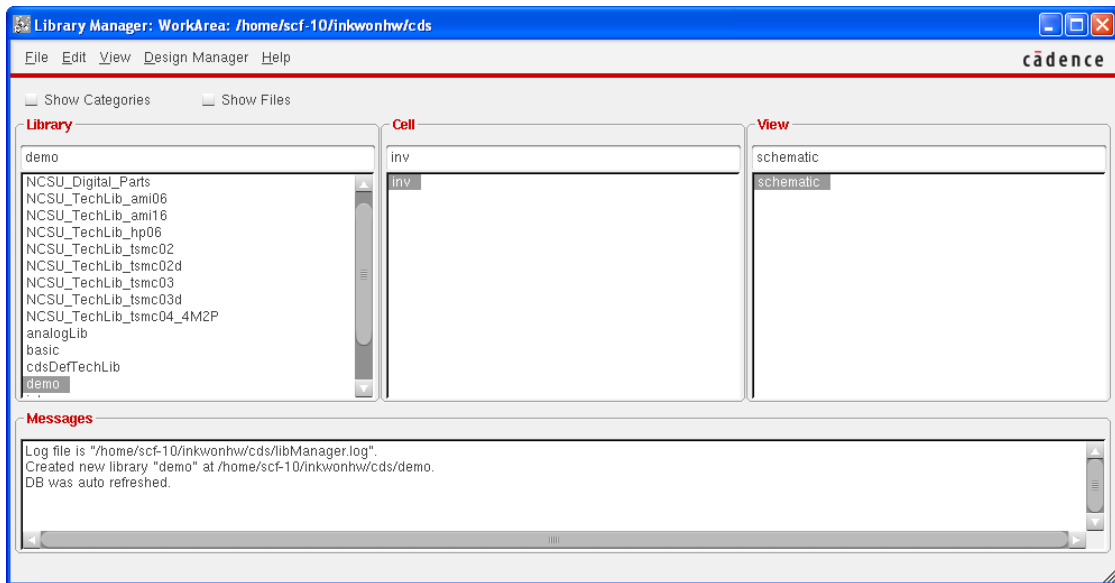 Library Manager: WorkArea: /home/scf-10/inkwonhw/cds
File Edit View Design Manager Help
cādence
Show Categories Show Files
Library
demo
NCSU_Digital_Parts
NCSU_TechLib_ami06
NCSU_TechLib_ami16
NCSU_TechLib_hp06
NCSU_TechLib_tsmc02
NCSU_TechLib_tsmc02d
NCSU_TechLib_tsmc03
NCSU_TechLib_tsmc03d
NCSU_TechLib_tsmc04_4M2P
analogLib
basic
cdsDefTechLib
demo
Cell
inv
inv
View
schematic
schematic
Messages
Log file is "/home/scf-10/inkwonhw/cds/libManager.log".
Created new library "demo" at /home/scf-10/inkwonhw/cds/demo.
DB was auto refreshed.